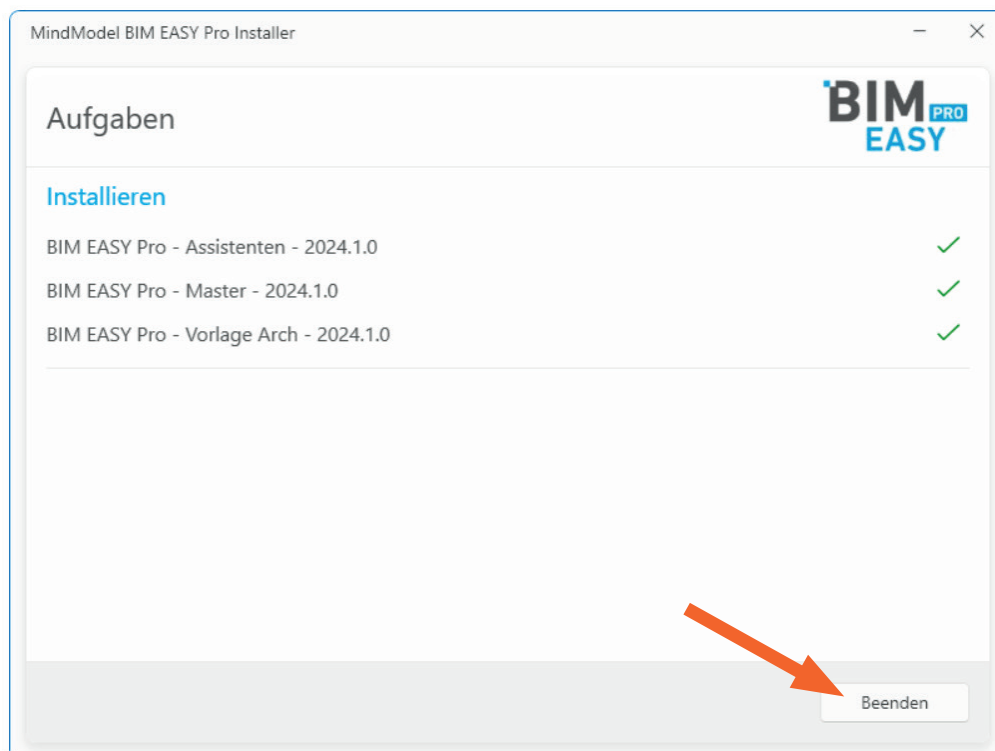 MindModel BIM EASY Pro Installer
Aufgaben
BIM PRO
EASY
Installieren
BIM EASY Pro - Assistenten - 2024.1.0
BIM EASY Pro - Master - 2024.1.0
BIM EASY Pro - Vorlage Arch - 2024.1.0
Beenden